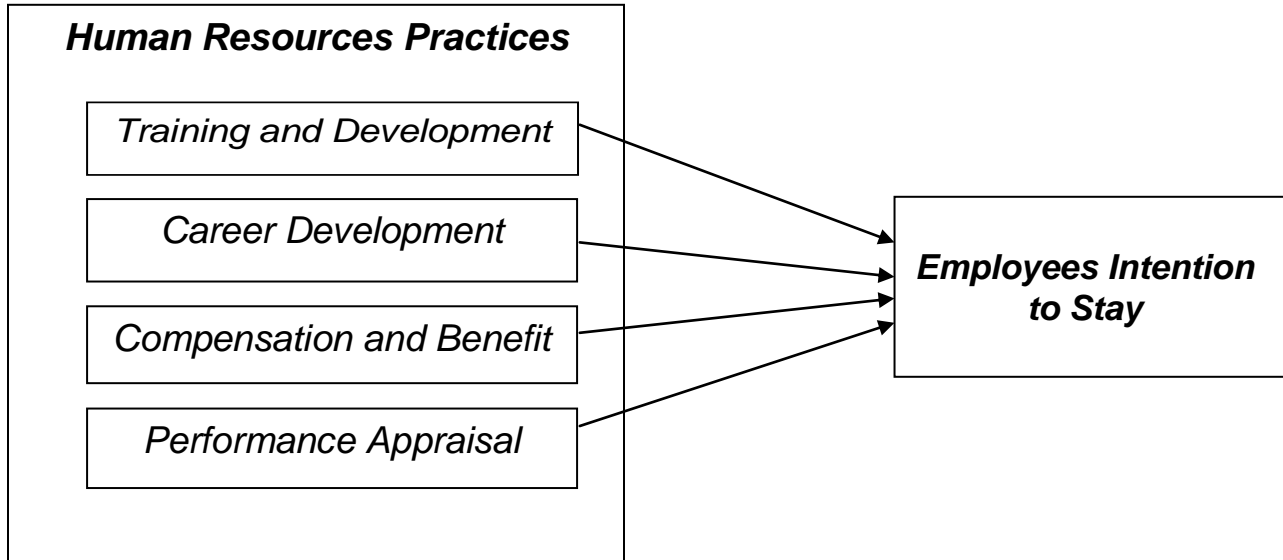 Human Resources Practices
Training and Development
Career Development
Compensation and Benefit
Performance Appraisal
Employees Intention
to Stay